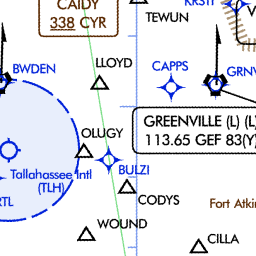 CAIDY
338 CYR
TEWUN
KRSTI
V
LLOYD
BWDEN
CAPPS
GRNV
GREENVILLE (L) (L)
113.65 GEF 83(Y)
OLUGY
BULZI
Tallahassee Intl
(TLH)
RTL
CODYS
Fort Atkin
WOUND
CILLA